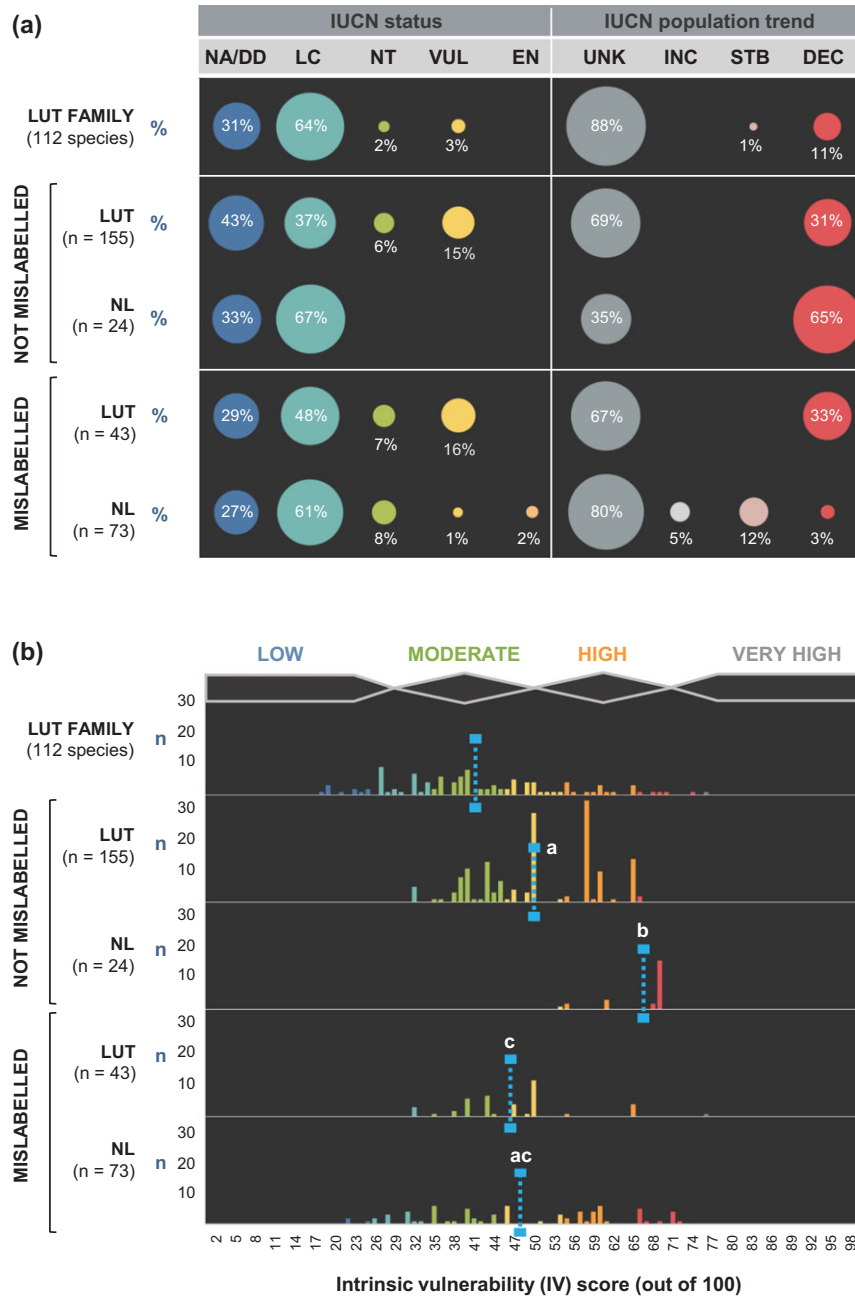 (a)
IUCN status IUCN population trend
NA/DD LC NT VUL EN UNK INC STB DEC
LUT FAMILY
(112 species)
% 31% 64% 2% 3% 88% 1% 11%
NOT MISLABELLED
LUT
(n = 155)
% 43% 37% 6% 15% 69% 31%
NL
(n = 24)
% 33% 67% 35% 65%
MISLABELLED
LUT
(n = 43)
% 29% 48% 7% 16% 67% 33%
NL
(n = 73)
% 27% 61% 8% 1% 2% 80% 5% 12% 3%
(b)
LOW MODERATE HIGH VERY HIGH
LUT FAMILY
(112 species)
n
30
20
10
NOT MISLABELLED
LUT
(n = 155)
n
30
20
10
a
NL
(n = 24)
n
30
20
10
b
MISLABELLED
LUT
(n = 43)
n
30
20
10
c
NL
(n = 73)
n
30
20
10
ac
2 5 8 11 14 17 20 23 26 29 32 35 38 41 44 47 50 53 56 59 62 65 68 71 74 77 80 83 86 89 92 95 98
Intrinsic vulnerability (IV) score (out of 100)